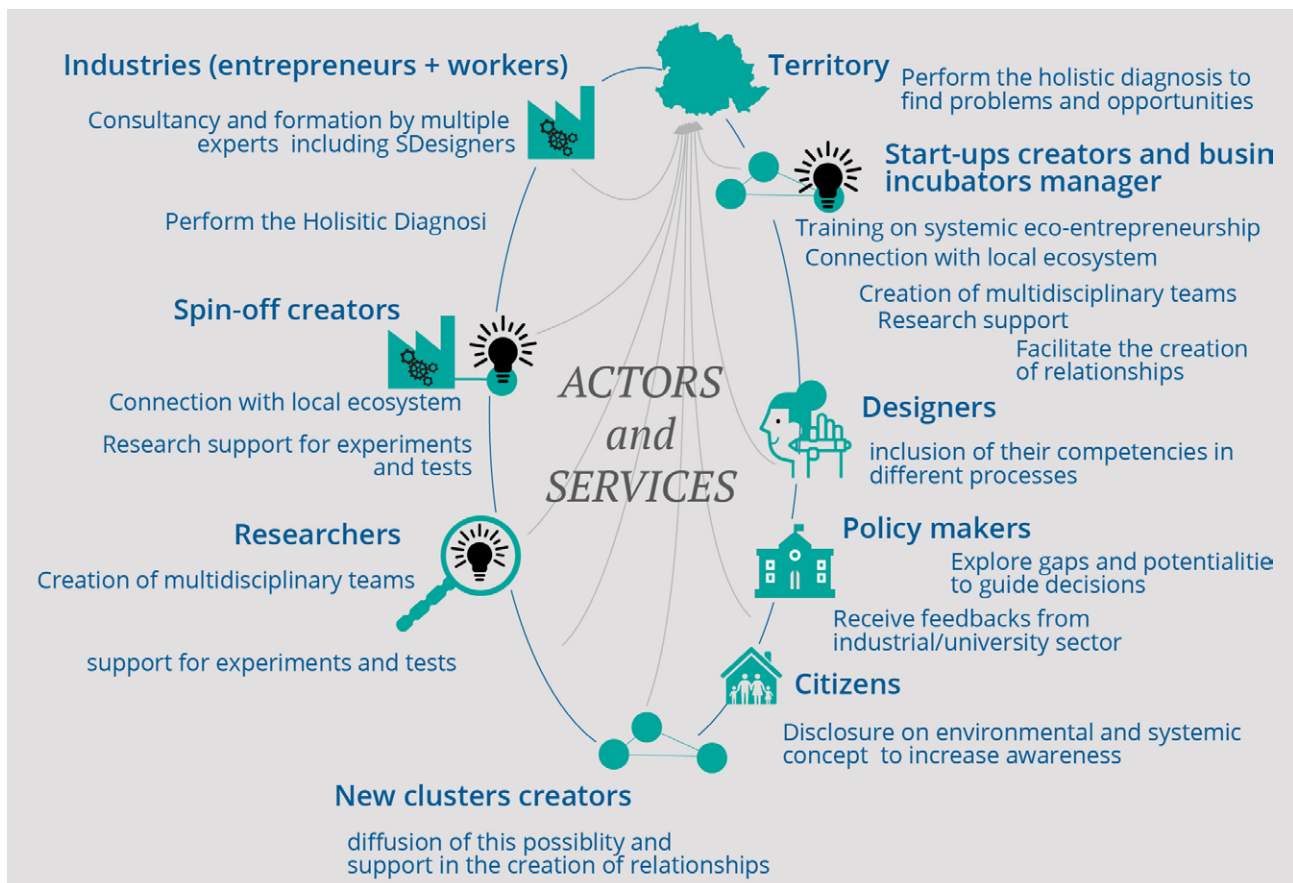 Industries (entrepreneurs + workers)
Consultancy and formation by multiple
experts including SDesigners
Perform the Holisitic Diagnosi
Territory
Perform the holistic diagnosis to
find problems and opportunities
Start-ups creators and busin
incubators manager
Training on systemic eco-entrepreneurship
Connection with local ecosystem
Creation of multidisciplinary teams
Research support
Facilitate the creation
of relationships
Spin-off creators
Connection with local ecosystem
Research support for experiments
and tests
ACTORS
and
SERVICES
Designers
inclusion of their competencies in
different processes
Researchers
Creation of multidisciplinary teams
support for experiments and tests
Policy makers
Explore gaps and potentialitie
to guide decisions
Receive feedbacks from
industrial/university sector
Citizens
Disclosure on environmental and systemic
concept to increase awareness
New clusters creators
diffusion of this possiblity and
support in the creation of relationships